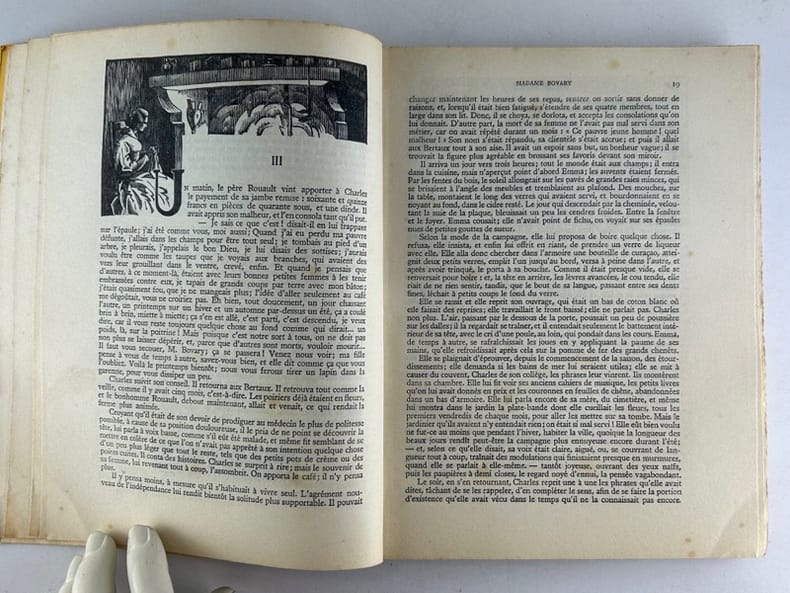 III
UN matin, le père Rouault vint apporter à Charles
le payement de sa jambe remise : soixante et quinze
francs en pièces de quarante sous, et une dinde. Il
avait appris son malheur, et l'en consola tant qu'il put.
— Je sais ce que c'est ! disait-il en lui frappant
sur l'épaule; j'ai été comme vous, moi aussi; Quand j'ai eu perdu ma pauvre
défunte, j'allais dans les champs pour être tout seul; je tombais au pied d'un
arbre, je pleurais, j'appelais le bon Dieu, je lui disais des sottises; j'aurais
voulu être comme les taupes que je voyais aux branches, qui avaient des
vers leur grouillant dans le ventre, crevé, enfin. Et quand je pensais que
d'autres, à ce moment-là, étaient avec leurs bonnes petites femmes à les tenir
embrassées contre eux, je tapais de grands coups par terre avec mon bâton;
j'étais quasiment fou, que je ne mangeais plus; l'idée d'aller seulement au café
me dégoûtait, vous ne croiriez pas. Eh bien, tout doucement, un jour chassant
l'autre, un printemps sur un hiver et un automne par-dessus un été, ça a coulé
brin à brin, miette à miette; ça s'en est allé, c'est parti, c'est descendu, je veux
dire, car il vous reste toujours quelque chose au fond comme qui dirait... un
poids, là, sur la poitrine ! Mais puisque c'est notre sort à tous, on ne doit pas
non plus se laisser dépérir, et, parce que d'autres sont morts, vouloir mourir...
Il faut vous secouer, M. Bovary; ça se passera ! Venez nous voir; ma fille
pense à vous de temps à autre, savez-vous bien, et elle dit comme ça que vous
l'oubliez. Voilà le printemps bientôt; nous vous ferons tirer un lapin dans la
garenne, pour vous dissiper un peu.
Charles suivit son conseil. Il retourna aux Bertaux. Il retrouva tout comme la
veille, comme il y avait cinq mois, c'est-à-dire. Les poiriers déjà étaient en fleurs,
et le bonhomme Rouault, debout maintenant, allait et venait, ce qui rendait la
ferme plus animée.
Croyant qu'il était de son devoir de prodiguer au médecin le plus de politesse
possible, à cause de sa position douloureuse, il le pria de ne point se découvrir la
tête, lui parla à voix basse, comme s'il eût été malade, et même fit semblant de se
mettre en colère de ce que l'on n'avait pas apprêté à son intention quelque chose
d'un peu plus léger que tout le reste, tels que des petits pots de crème ou des
poires cuites. Il conta des histoires. Charles se surprit à rire; mais le souvenir de
sa femme, lui revenant tout à coup, l'assombrit. On apporta le café; il n'y pensa
plus.
Il y pensa moins, à mesure qu'il s'habituait à vivre seul. L'agrément nou-
veau de l'indépendance lui rendit bientôt la solitude plus supportable. Il pouvait
MADAME BOVARY 19
changer maintenant les heures de ses repas, rentrer ou sortir sans donner de
raisons, et, lorsqu'il était bien fatigué, s'étendre de ses quatre membres, tout en
large dans son lit. Donc, il se choya, se dorlota, et accepta les consolations qu'on
lui donnait. D'autre part, la mort de sa femme ne l'avait pas mal servi dans son
métier, car on avait répété durant un mois : « Ce pauvre jeune homme ! quel
malheur ! » Son nom s'était répandu, sa clientèle s'était accrue; et puis il allait
aux Bertaux tout à son aise. Il avait un espoir sans but, un bonheur vague; il se
trouvait la figure plus agréable en brossant ses favoris devant son miroir.
Il arriva un jour vers trois heures; tout le monde était aux champs; il entra
dans la cuisine, mais n'aperçut point d'abord Emma; les auvents étaient fermés.
Par les fentes du bois, le soleil allongeait sur les pavés de grandes raies minces, qui
se brisaient à l'angle des meubles et tremblaient au plafond. Des mouches, sur
la table, montaient le long des verres qui avaient servi, et bourdonnaient en se
noyant au fond, dans le cidre resté. Le jour qui descendait par la cheminée, velou-
tant la suie de la plaque, bleuissait un peu les cendres froides. Entre la fenêtre
et le foyer, Emma cousait; elle n'avait point de fichu, on voyait sur ses épaules
nues de petites gouttes de sueur.
Selon la mode de la campagne, elle lui proposa de boire quelque chose. Il
refusa, elle insista, et enfin lui offrit en riant, de prendre un verre de liqueur
avec elle. Elle alla donc chercher dans l'armoire une bouteille de curaçao, attei-
gnit deux petits verres, emplit l'un jusqu'au bord, versa à peine dans l'autre, et
après avoir trinqué, le porta à sa bouche. Comme il était presque vide, elle se
renversait pour boire; et, la tête en arrière, les lèvres avancées, le cou tendu, elle
riait de ne rien sentir, tandis, que le bout de sa langue, passant entre ses dents
fines, léchait à petits coups le fond du verre.
Elle se rassit et elle reprit son ouvrage, qui était un bas de coton blanc où
elle faisait des reprises; elle travaillait le front baissé; elle ne parlait pas. Charles
non plus. L'air, passant par le dessous de la porte, poussait un peu de poussière
sur les dalles; il la regardait se traîner, et il entendait seulement le battement inté-
rieur de sa tête, avec le cri d'une poule, au loin, qui pondait dans les cours. Emma,
de temps à autre, se rafraîchissait les joues en y appliquant la paume de ses
mains, qu'elle refroidissait après cela sur la pomme de fer des grands chenêts.
Elle se plaignait d'éprouver, depuis le commencement de la saison, des étour-
dissements; elle demanda si les bains de mer lui seraient utiles; elle se mit à
causer du couvent, Charles de son collège, les phrases leur vinrent. Ils montèrent
dans sa chambre. Elle lui fit voir ses anciens cahiers de musique, les petits livres
qu'on lui avait donnés en prix et les couronnes en feuilles de chêne, abandonnées
dans un bas d'armoire. Elle lui parla encore de sa mère, du cimetière, et même
lui montra dans le jardin la plate-bande dont elle cueillait les fleurs, tous les
premiers vendredis de chaque mois, pour aller les mettre sur sa tombe. Mais le
jardinier qu'ils avaient n'y entendait rien; on était si mal servi ! Elle eût bien voulu
ne fut-ce au moins que pendant l'hiver, habiter la ville, quoique la longueur des
beaux jours rendît peut-être la campagne plus ennuyeuse encore durant l'été;
— et, selon ce qu'elle disait, sa voix était claire, aiguë, ou, se couvrant de lan-
gueur tout à coup, traînait des modulations qui finissaient presque en murmures,
quand elle se parlait à elle-même, — tantôt joyeuse, ouvrant des yeux naïfs,
puis les paupières à demi closes, le regard noyé d'ennui, la pensée vagabondant.
Le soir, en s'en retournant, Charles reprit une à une les phrases qu'elle avait
dites, tâchant de se les rappeler, d'en compléter le sens, afin de se faire la portion
d'existence qu'elle avait vécu dans le temps qu'il ne la connaissait pas encore.